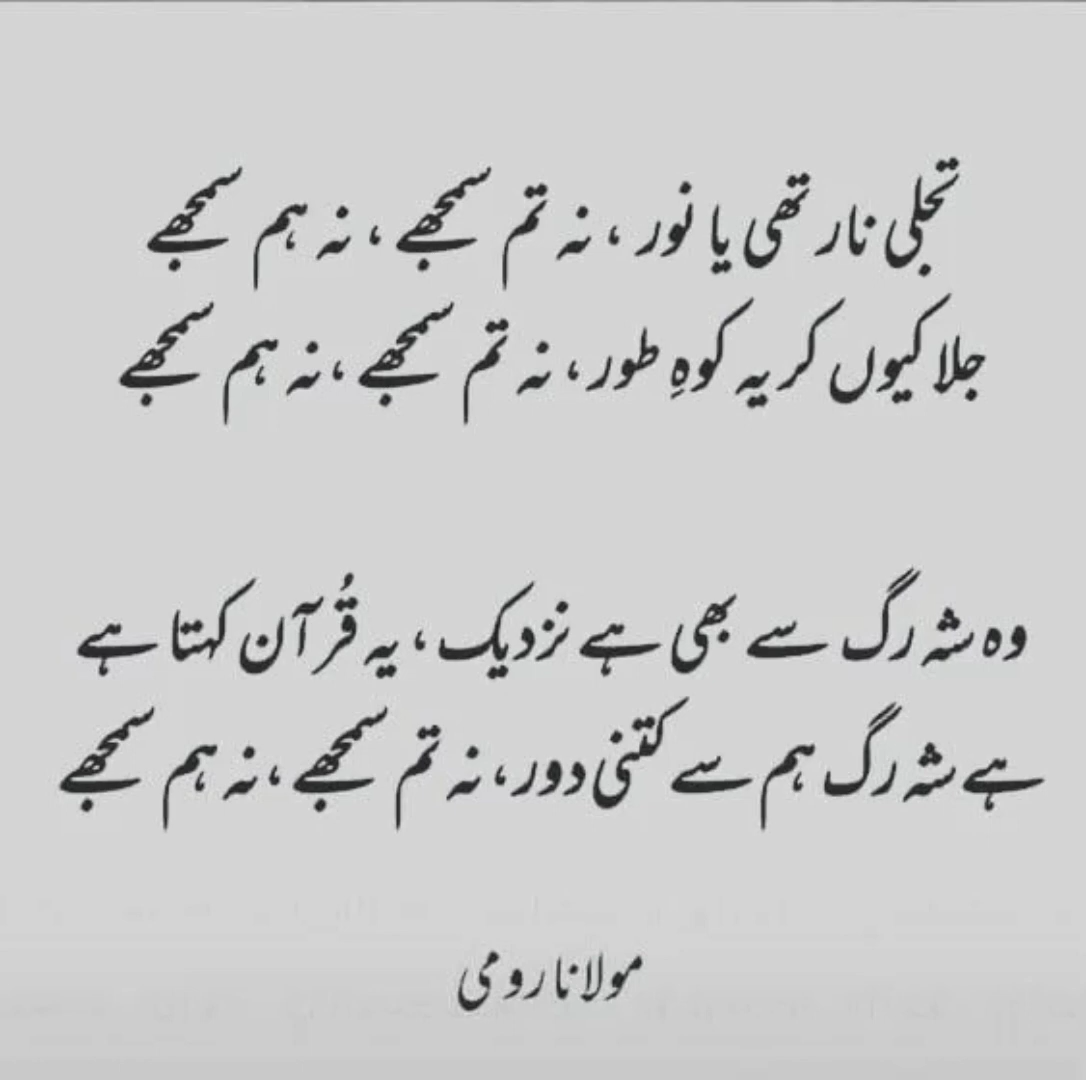 تجلی نار تھی یا نور ، نہ تم سمجھے ، نہ ہم سمجھے
جلا کیوں کر یہ کوہِ طور، نہ تم سمجھے ،نہ ہم سمجھے
وہ شہ رگ سے بھی ہے نزدیک ، یہ قُرآن کہتا ہے
ہے شہ رگ ہم سے کتنی دور، نہ تم سمجھے ،نہ ہم سمجھے
مولانا رومی